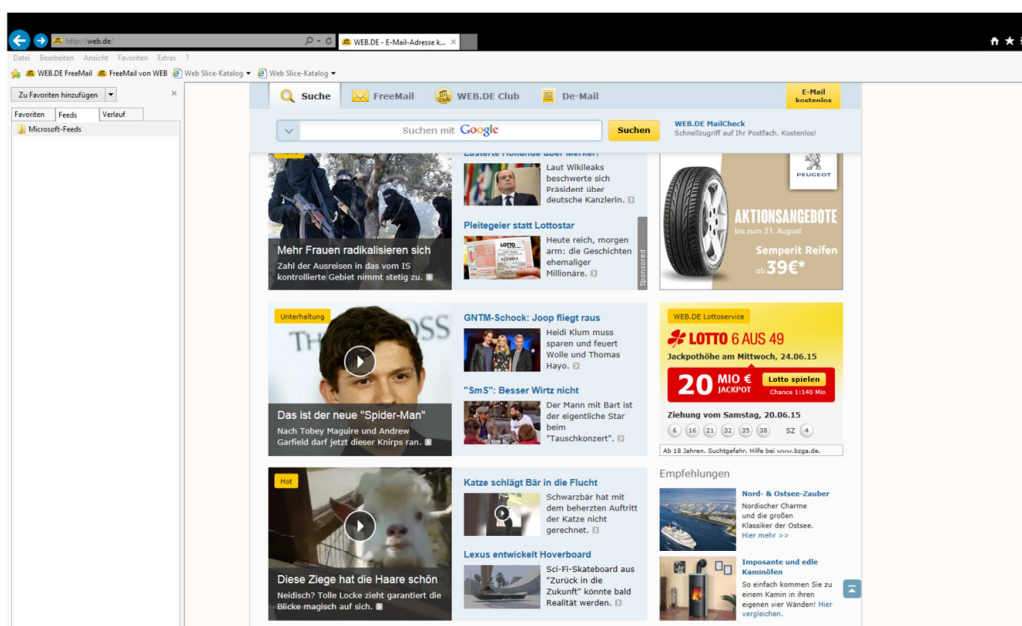 http://web.de/
WEB.DE - E-Mail-Adresse k...
Datei Bearbeiten Ansicht Favoriten Extras ?
WEB.DE FreeMail FreeMail von WEB Web Slice-Katalog Web Slice-Katalog
Zu Favoriten hinzufügen
Favoriten Feeds Verlauf
Microsoft-Feeds
Suche FreeMail WEB.DE Club De-Mail
E-Mail
kostenlos
Suchen mit Google
Suchen
WEB.DE MailCheck
Schnellzugriff auf Ihr Postfach. Kostenlos!
Mehr Frauen radikalisieren sich
Zahl der Ausreisen in das vom IS
kontrollierte Gebiet nimmt stetig zu.
Lästerte Hollande über Merkel?
Laut Wikileaks
beschwerte sich
Präsident über
deutsche Kanzlerin.
Pleitegeier statt Lottostar
LOTTO
Heute reich, morgen
arm: die Geschichten
ehemaliger
Millionäre.
Sponsored
PEUGEOT
AKTIONSANGEBOTE
bis zum 31. August
Semperit Reifen
ab 39€*
Unterhaltung
Das ist der neue "Spider-Man"
Nach Tobey Maguire und Andrew
Garfield darf jetzt dieser Knirps ran.
GNTM-Schock: Joop fliegt raus
Heidi Klum muss
sparen und feuert
Wolle und Thomas
Hayo.
"SmS": Besser Wirtz nicht
Der Mann mit Bart ist
der eigentliche Star
beim
"Tauschkonzert".
WEB.DE Lottoservice
LOTTO 6 AUS 49
Jackpothöhe am Mittwoch, 24.06.15
20 MIO €
JACKPOT
Lotto spielen
Chance 1:140 Mio
Ziehung vom Samstag, 20.06.15
6 16 21 32 35 38 SZ 4
Ab 18 Jahren. Suchtgefahr. Hilfe bei www.bzga.de.
Hot
Diese Ziege hat die Haare schön
Neidisch? Tolle Locke zieht garantiert die
Blicke magisch auf sich.
Katze schlägt Bär in die Flucht
Schwarzbär hat mit
dem beherzten Auftritt
der Katze nicht
gerechnet.
Lexus entwickelt Hoverboard
Sci-Fi-Skateboard aus
"Zurück in die
Zukunft" könnte bald
Realität werden.
Empfehlungen
Nord- & Ostsee-Zauber
Nordischer Charme
und die großen
Klassiker der Ostsee.
Hier mehr >>
Imposante und edle
Kaminöfen
So einfach kommen Sie zu
einem Kamin in ihren
eigenen vier Wänden! Hier
vergleichen.